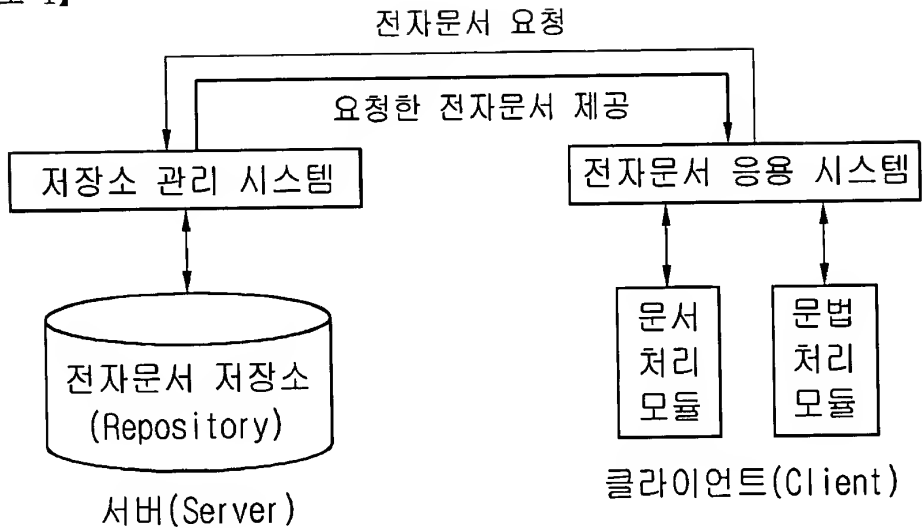 전자문서 요청
요청한 전자문서 제공
저장소 관리 시스템
전자문서 응용 시스템
전자문서 저장소
(Repository)
문서
처리
모듈
문법
처리
모듈
서버(Server)
클라이언트(Client)